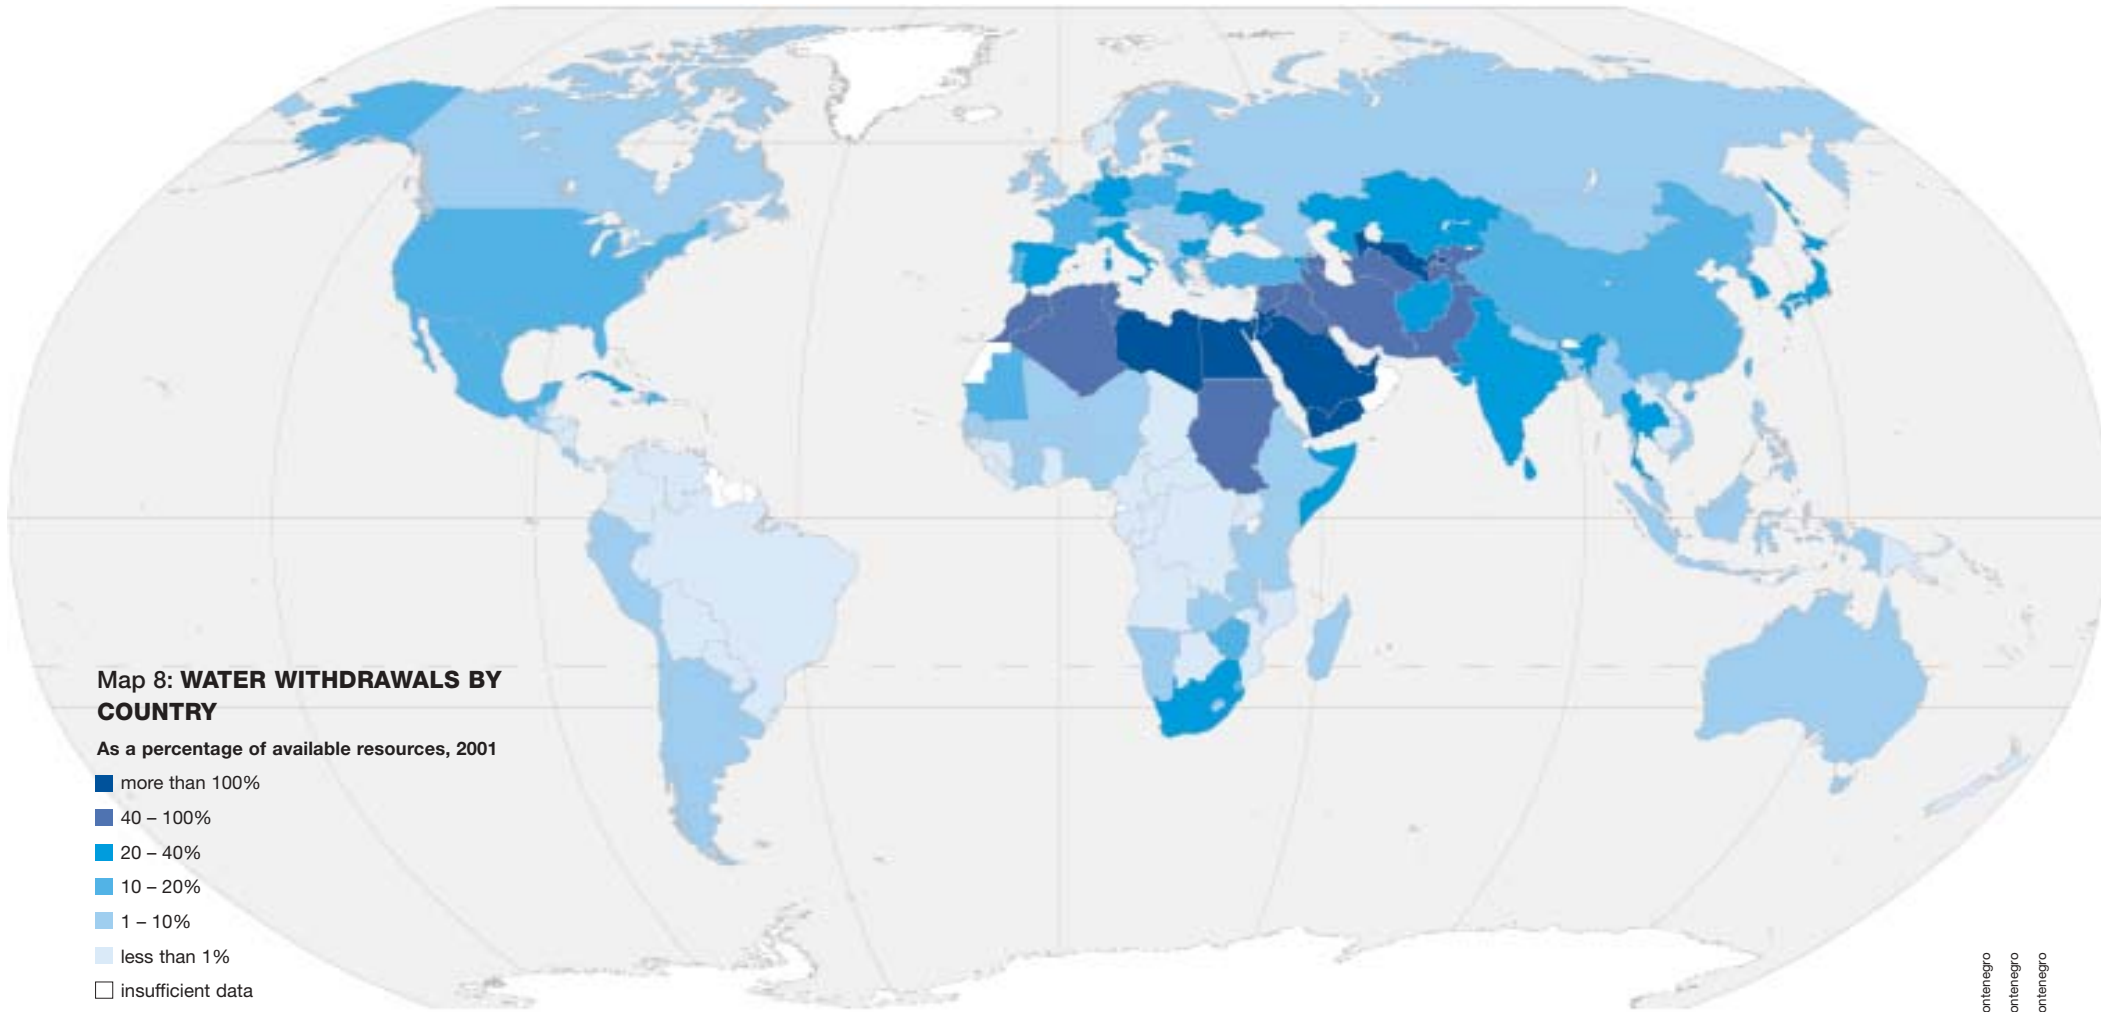 Map 8: WATER WITHDRAWALS BY
COUNTRY
As a percentage of available resources, 2001
more than 100%
40 – 100%
20 – 40%
10 – 20%
1 – 10%
less than 1%
insufficient data
ontenegro
ontenegro
ontenegro